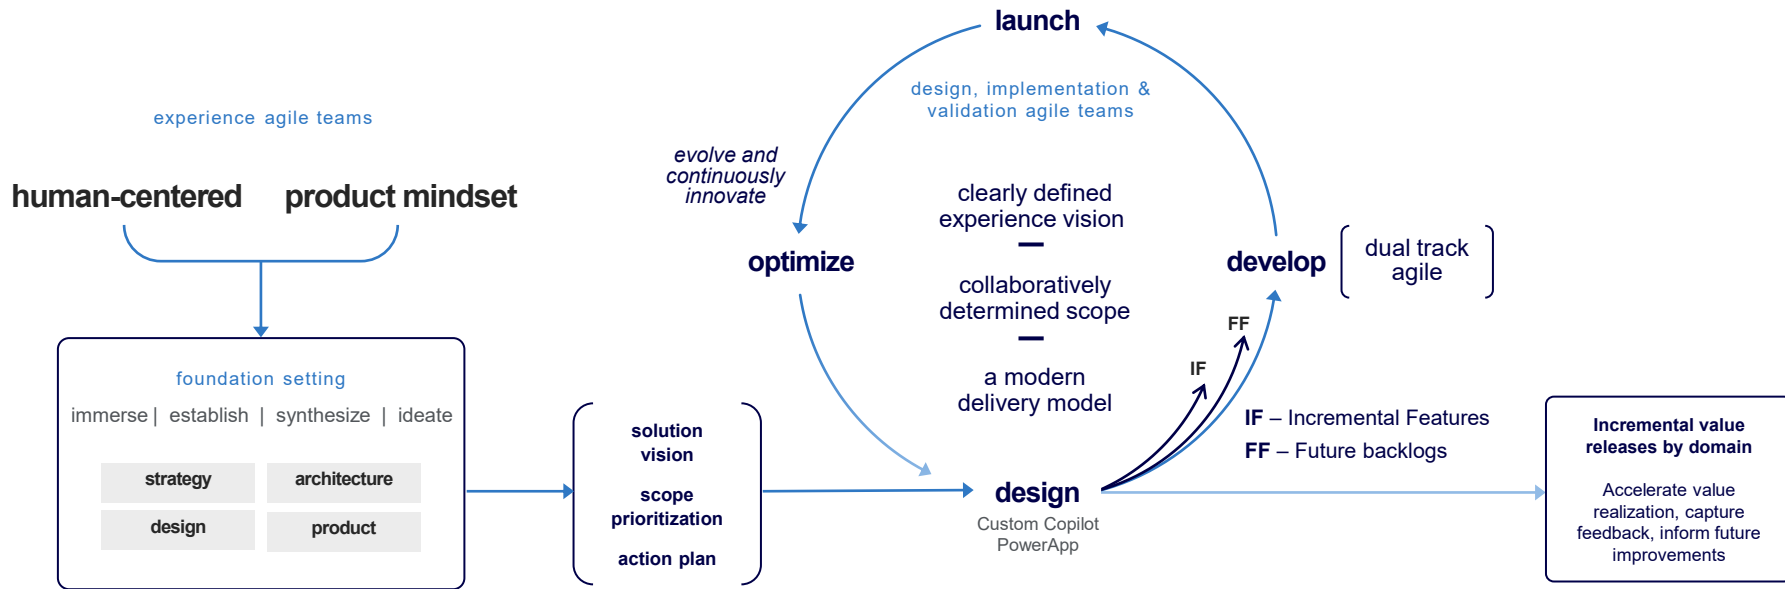 experience agile teams
human-centered
product mindset
foundation setting
immerse | establish | synthesize | ideate
strategy
architecture
design
product
solution
vision
scope
prioritization
action plan
launch
design, implementation &
validation agile teams
evolve and
continuously
innovate
optimize
clearly defined
experience vision
collaboratively
determined scope
a modern
delivery model
develop
dual track
agile
FF
IF
IF – Incremental Features
FF – Future backlogs
design
Custom Copilot
PowerApp
Incremental value
releases by domain
Accelerate value
realization, capture
feedback, inform future
improvements